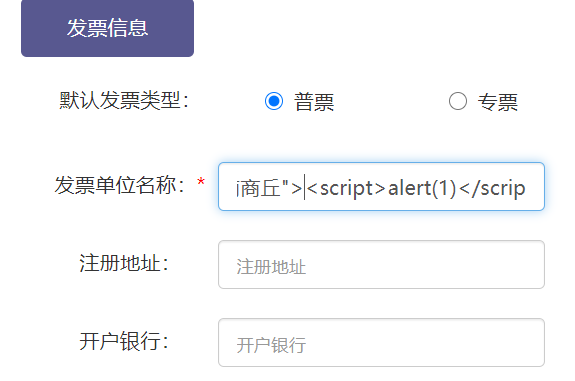 发票信息
默认发票类型： 普票 专票
发票单位名称：* i商丘"><script>alert(1)</scrip
注册地址： 注册地址
开户银行： 开户银行